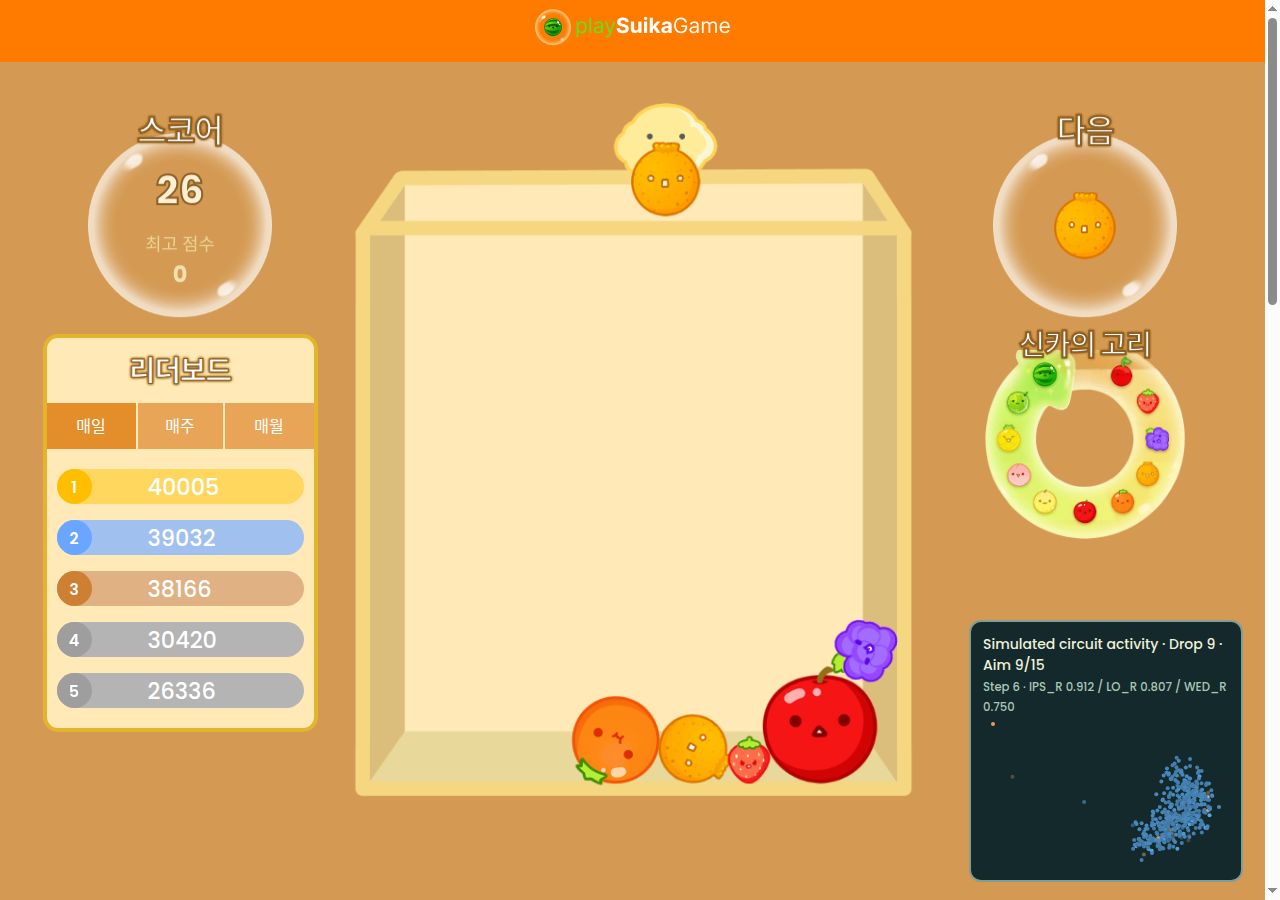 playSuikaGame
스코어
26
최고 점수
0
리더보드
매일 매주 매월
1 40005
2 39032
3 38166
4 30420
5 26336
다음
신카의 고리
Simulated circuit activity · Drop 9 ·
Aim 9/15
Step 6 · IPS_R 0.912 / LO_R 0.807 / WED_R
0.750